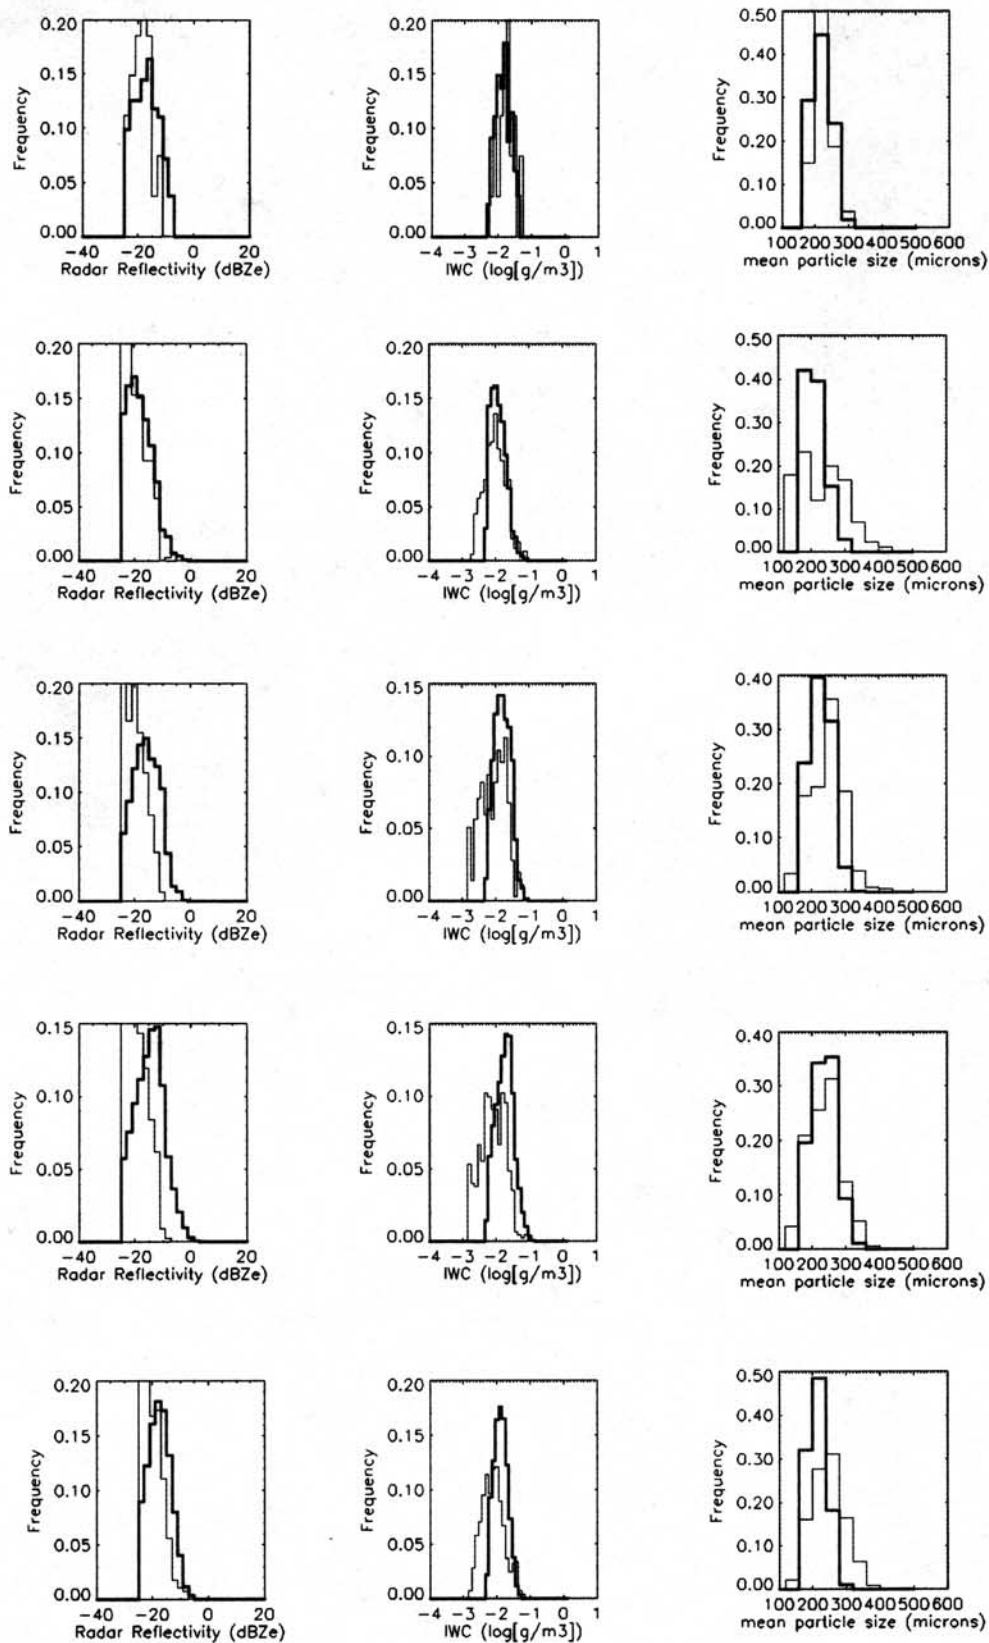 0.20
0.15
0.10
0.05
0.00
Frequency
-40 -20 0 20
Radar Reflectivity (dBZe)
0.20
0.15
0.10
0.05
0.00
Frequency
-4 -3 -2 -1 0 1
IWC (log[g/m3])
0.50
0.40
0.30
0.20
0.10
0.00
Frequency
100 200 300 400 500 600
mean particle size (microns)
0.20
0.15
0.10
0.05
0.00
Frequency
-40 -20 0 20
Radar Reflectivity (dBZe)
0.20
0.15
0.10
0.05
0.00
Frequency
-4 -3 -2 -1 0 1
IWC (log[g/m3])
0.50
0.40
0.30
0.20
0.10
0.00
Frequency
100 200 300 400 500 600
mean particle size (microns)
0.20
0.15
0.10
0.05
0.00
Frequency
-40 -20 0 20
Radar Reflectivity (dBZe)
0.15
0.10
0.05
0.00
Frequency
-4 -3 -2 -1 0 1
IWC (log[g/m3])
0.40
0.30
0.20
0.10
0.00
Frequency
100 200 300 400 500 600
mean particle size (microns)
0.15
0.10
0.05
0.00
Frequency
-40 -20 0 20
Radar Reflectivity (dBZe)
0.15
0.10
0.05
0.00
Frequency
-4 -3 -2 -1 0 1
IWC (log[g/m3])
0.40
0.30
0.20
0.10
0.00
Frequency
100 200 300 400 500 600
mean particle size (microns)
0.20
0.15
0.10
0.05
0.00
Frequency
-40 -20 0 20
Radar Reflectivity (dBZe)
0.20
0.15
0.10
0.05
0.00
Frequency
-4 -3 -2 -1 0 1
IWC (log[g/m3])
0.50
0.40
0.30
0.20
0.10
0.00
Frequency
100 200 300 400 500 600
mean particle size (microns)